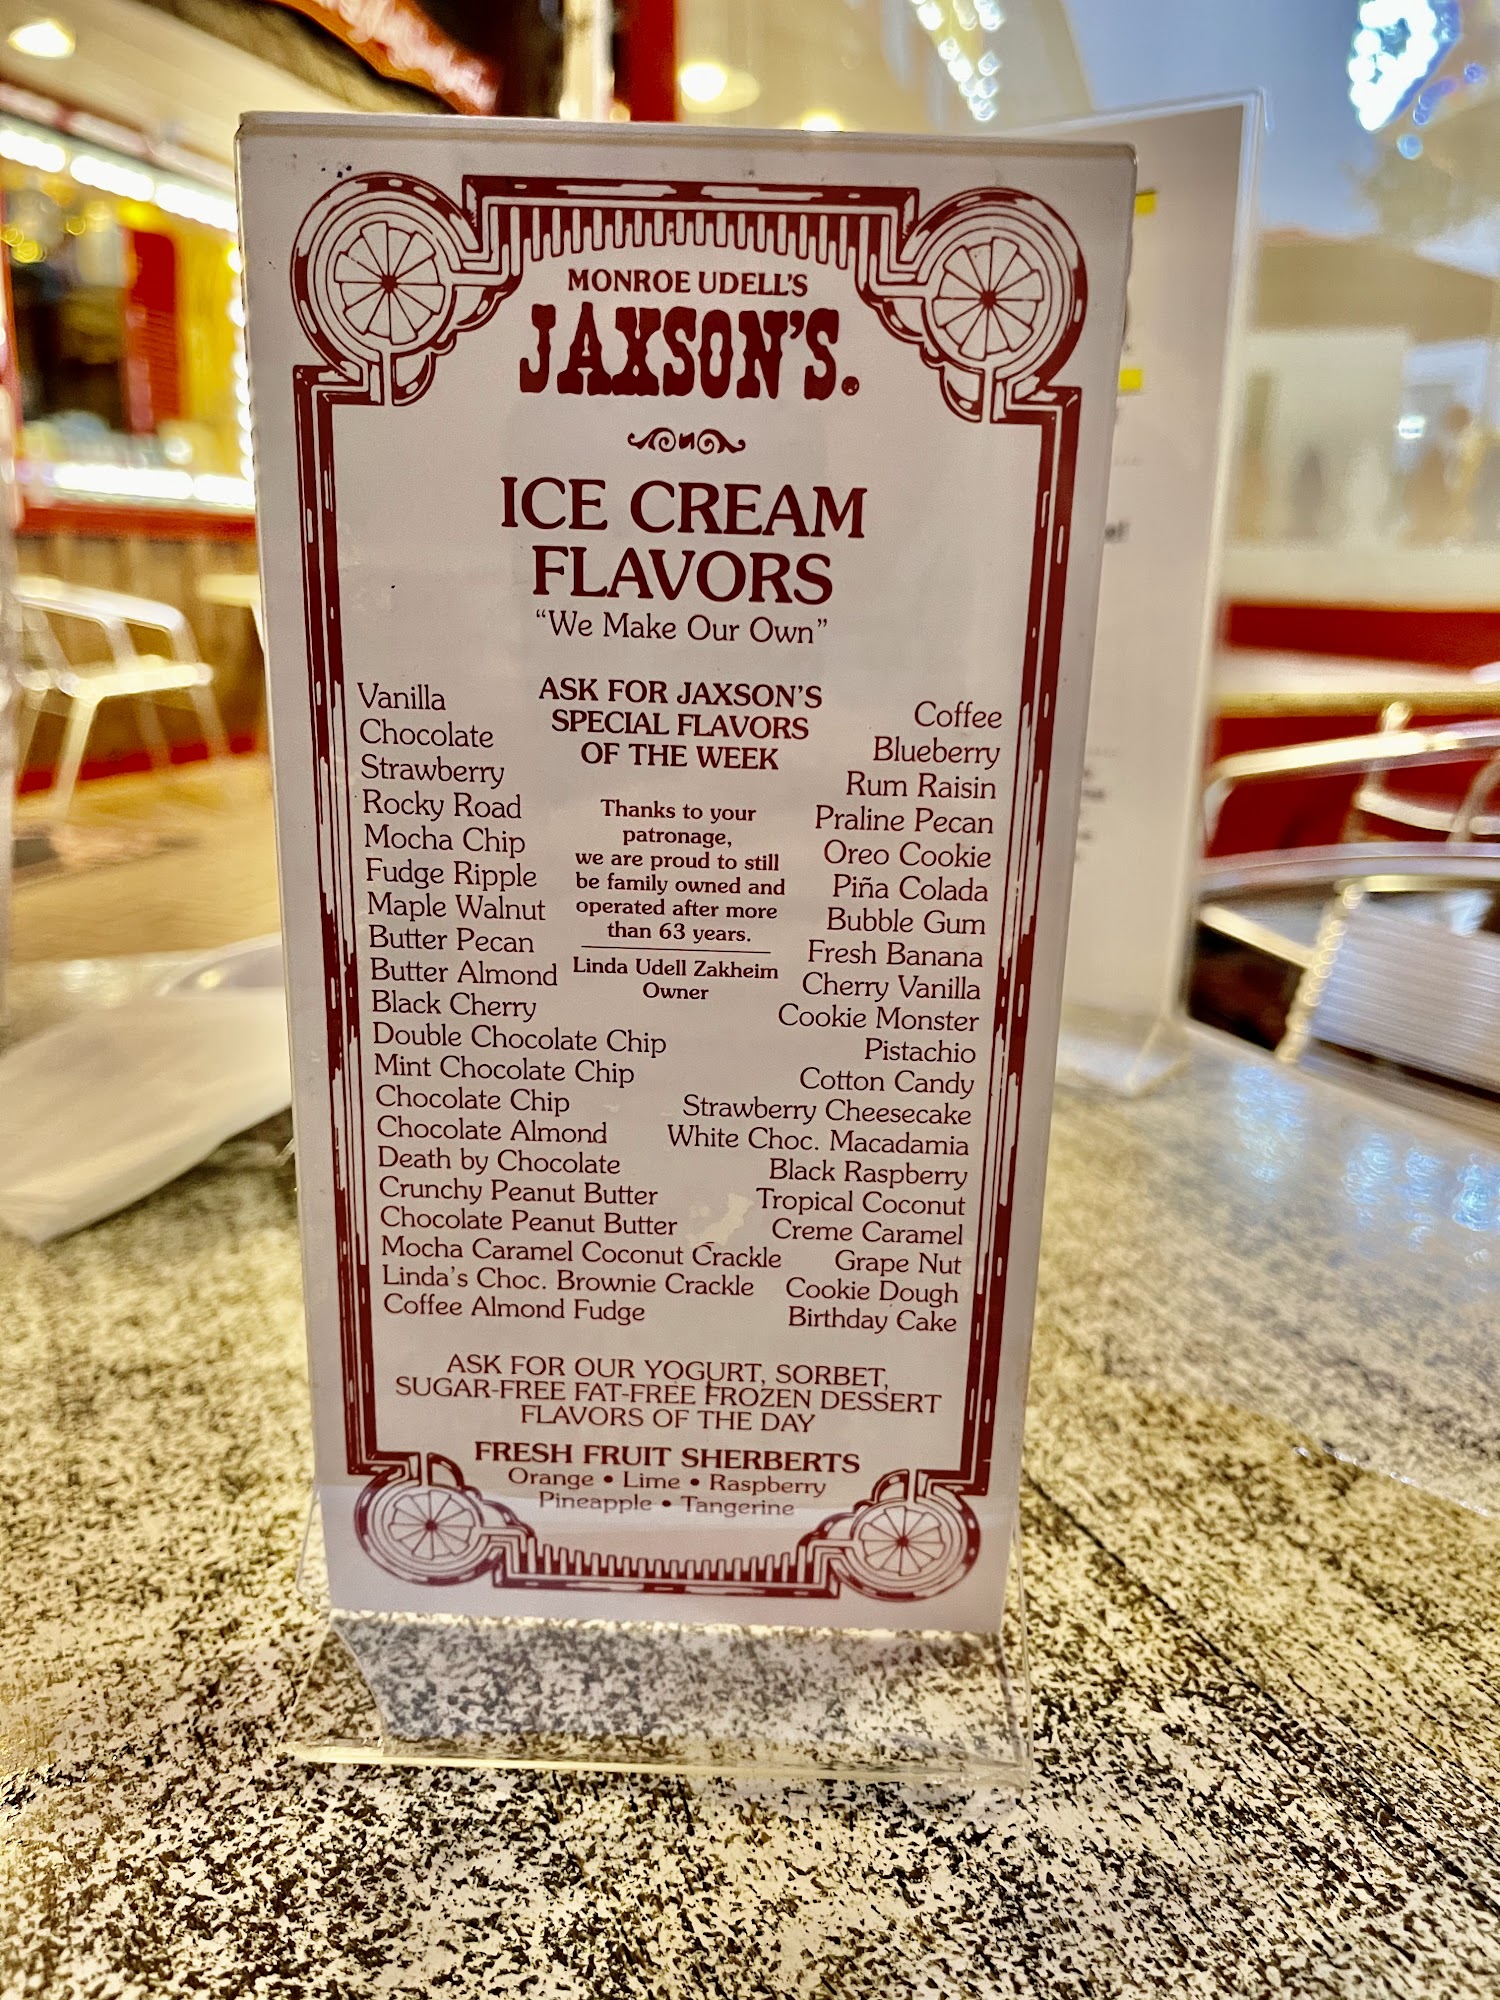 MONROE UDELL'S
JAXSON'S.
ICE CREAM
FLAVORS
“We Make Our Own”
Vanilla
Chocolate
Strawberry
Rocky Road
Mocha Chip
Fudge Ripple
Maple Walnut
Butter Pecan
Butter Almond
Black Cherry
Double Chocolate Chip
Mint Chocolate Chip
Chocolate Chip
Chocolate Almond
Death by Chocolate
Crunchy Peanut Butter
Chocolate Peanut Butter
Mocha Caramel Coconut Crackle
Linda's Choc. Brownie Crackle
Coffee Almond Fudge
ASK FOR JAXSON'S
SPECIAL FLAVORS
OF THE WEEK
Thanks to your
patronage,
we are proud to still
be family owned and
operated after more
than 63 years.
Linda Udell Zakheim
Owner
Coffee
Blueberry
Rum Raisin
Praline Pecan
Oreo Cookie
Piña Colada
Bubble Gum
Fresh Banana
Cherry Vanilla
Cookie Monster
Pistachio
Cotton Candy
Strawberry Cheesecake
White Choc. Macadamia
Black Raspberry
Tropical Coconut
Creme Caramel
Grape Nut
Cookie Dough
Birthday Cake
ASK FOR OUR YOGURT, SORBET,
SUGAR-FREE FAT-FREE FROZEN DESSERT
FLAVORS OF THE DAY
FRESH FRUIT SHERBERTS
Orange • Lime • Raspberry
Pineapple • Tangerine